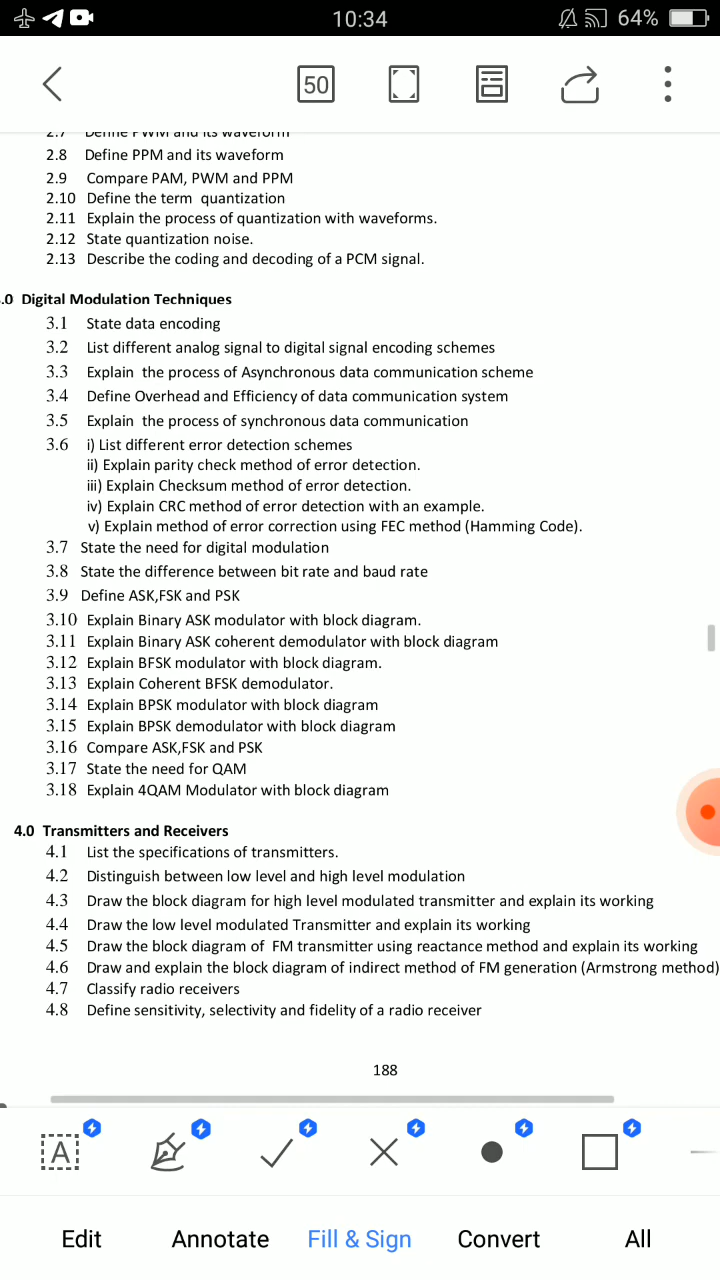 10:34
64%
50
2.7 Define PWM and its waveform
2.8 Define PPM and its waveform
2.9 Compare PAM, PWM and PPM
2.10 Define the term quantization
2.11 Explain the process of quantization with waveforms.
2.12 State quantization noise.
2.13 Describe the coding and decoding of a PCM signal.
.0 Digital Modulation Techniques
3.1 State data encoding
3.2 List different analog signal to digital signal encoding schemes
3.3 Explain the process of Asynchronous data communication scheme
3.4 Define Overhead and Efficiency of data communication system
3.5 Explain the process of synchronous data communication
3.6 i) List different error detection schemes
ii) Explain parity check method of error detection.
iii) Explain Checksum method of error detection.
iv) Explain CRC method of error detection with an example.
v) Explain method of error correction using FEC method (Hamming Code).
3.7 State the need for digital modulation
3.8 State the difference between bit rate and baud rate
3.9 Define ASK,FSK and PSK
3.10 Explain Binary ASK modulator with block diagram.
3.11 Explain Binary ASK coherent demodulator with block diagram
3.12 Explain BFSK modulator with block diagram.
3.13 Explain Coherent BFSK demodulator.
3.14 Explain BPSK modulator with block diagram
3.15 Explain BPSK demodulator with block diagram
3.16 Compare ASK,FSK and PSK
3.17 State the need for QAM
3.18 Explain 4QAM Modulator with block diagram
4.0 Transmitters and Receivers
4.1 List the specifications of transmitters.
4.2 Distinguish between low level and high level modulation
4.3 Draw the block diagram for high level modulated transmitter and explain its working
4.4 Draw the low level modulated Transmitter and explain its working
4.5 Draw the block diagram of FM transmitter using reactance method and explain its working
4.6 Draw and explain the block diagram of indirect method of FM generation (Armstrong method)
4.7 Classify radio receivers
4.8 Define sensitivity, selectivity and fidelity of a radio receiver
188
A
Edit Annotate Fill & Sign Convert All